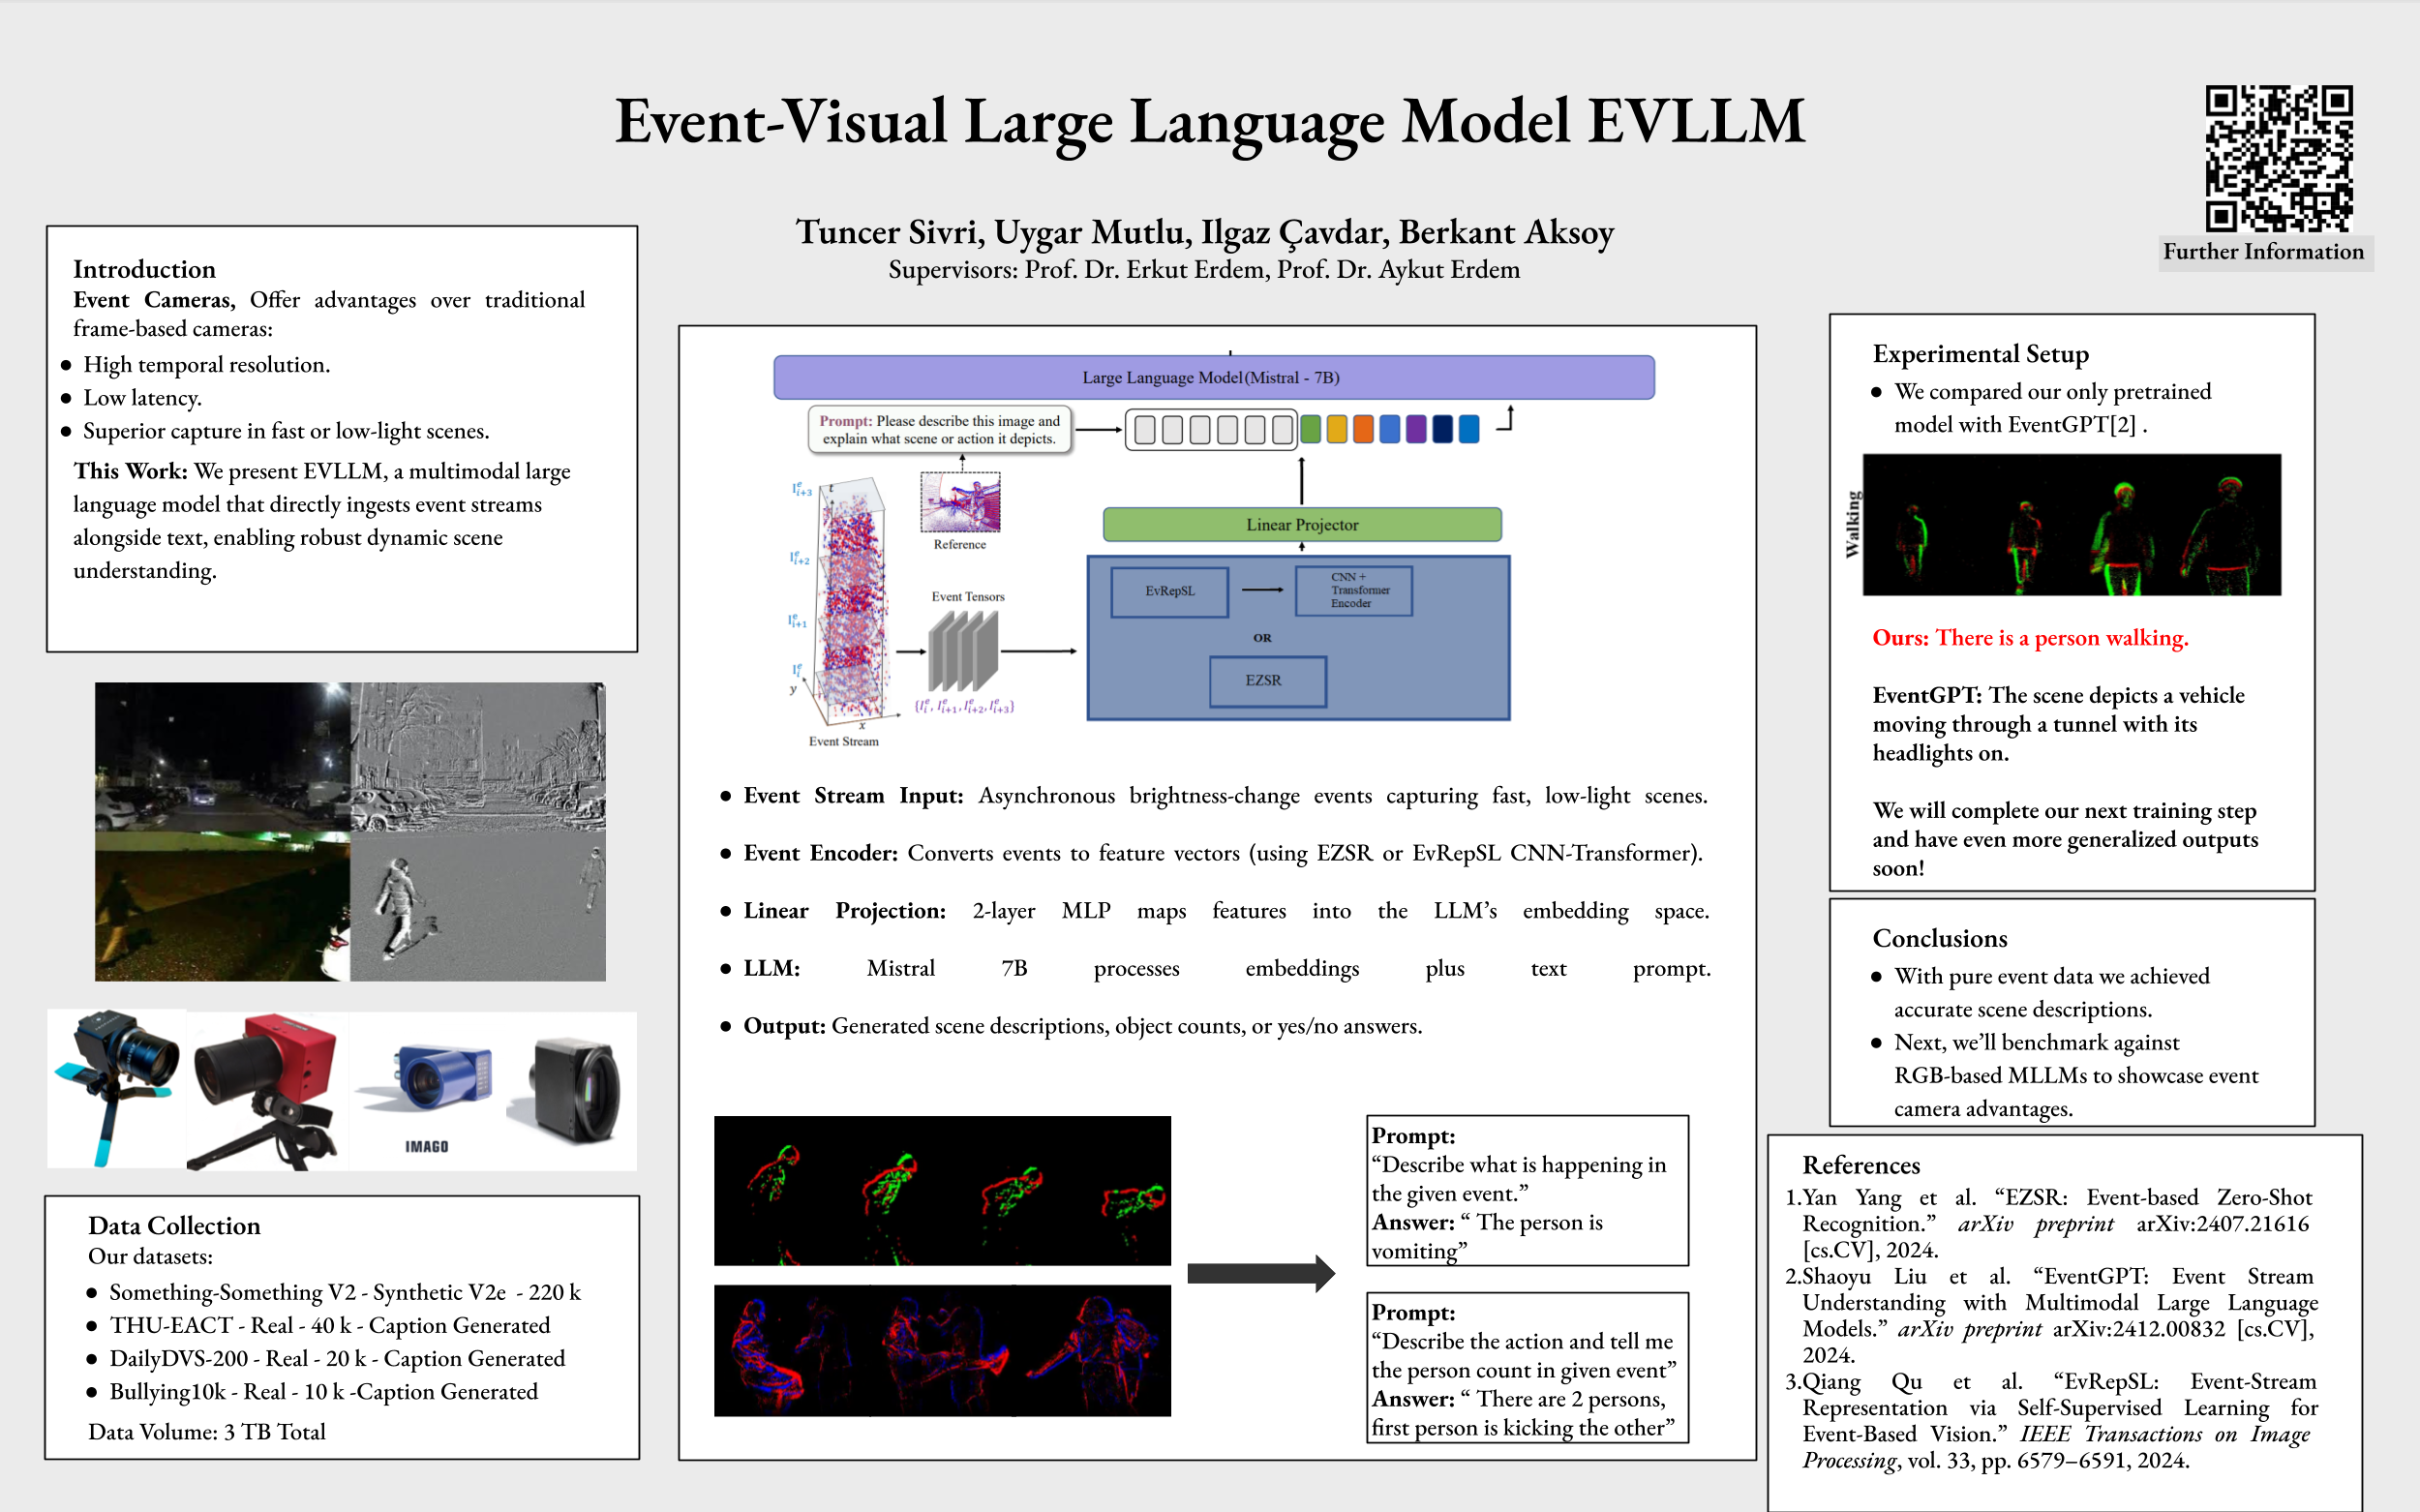 Event-Visual Large Language Model EVLLM
Tuncer Sivri, Uygar Mutlu, Ilgaz Çavdar, Berkant Aksoy
Supervisors: Prof. Dr. Erkut Erdem, Prof. Dr. Aykut Erdem
Further Information
Introduction
Event Cameras, Offer advantages over traditional
frame-based cameras:
● High temporal resolution.
● Low latency.
● Superior capture in fast or low-light scenes.
This Work: We present EVLLM, a multimodal large
language model that directly ingests event streams
alongside text, enabling robust dynamic scene
understanding.
IMAGO
Data Collection
Our datasets:
● Something-Something V2 - Synthetic V2e - 220 k
● THU-EACT - Real - 40 k - Caption Generated
● DailyDVS-200 - Real - 20 k - Caption Generated
● Bullying10k - Real - 10 k -Caption Generated
Data Volume: 3 TB Total
Large Language Model(Mistral - 7B)
Prompt: Please describe this image and
explain what scene or action it depicts.
Reference
Linear Projector
EvRepSL
CNN +
Transformer
Encoder
OR
EZSR
Event Tensors
{I_i^e, I_{i+1}^e, I_{i+2}^e, I_{i+3}^e}
I_{i+3}^e
t
I_{i+2}^e
I_{i+1}^e
I_i^e
y
x
Event Stream
● Event Stream Input: Asynchronous brightness-change events capturing fast, low-light scenes.
● Event Encoder: Converts events to feature vectors (using EZSR or EvRepSL CNN-Transformer).
● Linear Projection: 2-layer MLP maps features into the LLM’s embedding space.
● LLM: Mistral 7B processes embeddings plus text prompt.
● Output: Generated scene descriptions, object counts, or yes/no answers.
Prompt:
“Describe what is happening in
the given event.”
Answer: “ The person is
vomiting”
Prompt:
“Describe the action and tell me
the person count in given event”
Answer: “ There are 2 persons,
first person is kicking the other”
Experimental Setup
● We compared our only pretrained
model with EventGPT[2] .
Walking
Ours: There is a person walking.
EventGPT: The scene depicts a vehicle
moving through a tunnel with its
headlights on.
We will complete our next training step
and have even more generalized outputs
soon!
Conclusions
● With pure event data we achieved
accurate scene descriptions.
● Next, we’ll benchmark against
RGB-based MLLMs to showcase event
camera advantages.
References
1.Yan Yang et al. “EZSR: Event-based Zero-Shot
Recognition.” arXiv preprint arXiv:2407.21616
[cs.CV], 2024.
2.Shaoyu Liu et al. “EventGPT: Event Stream
Understanding with Multimodal Large Language
Models.” arXiv preprint arXiv:2412.00832 [cs.CV],
2024.
3.Qiang Qu et al. “EvRepSL: Event-Stream
Representation via Self-Supervised Learning for
Event-Based Vision.” IEEE Transactions on Image
Processing, vol. 33, pp. 6579–6591, 2024.